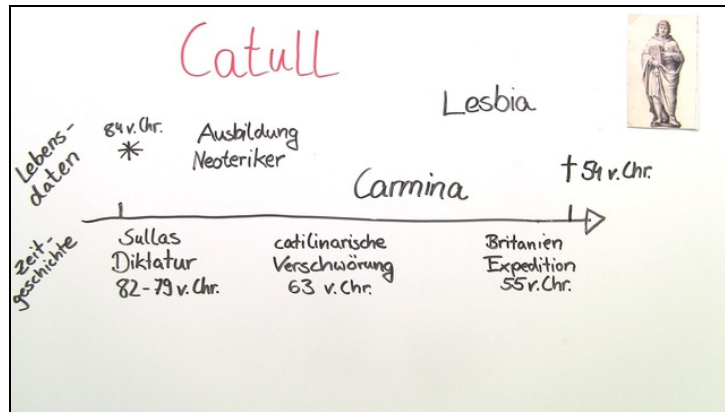 Catull
Lesbia
Lebens-
daten
84 v. Chr.
*
Ausbildung
Neoteriker
Carmina
† 54 v. Chr.
Zeit-
geschichte
Sullas
Diktatur
82-79 v. Chr.
catilinarische
Verschwörung
63 v. Chr.
Britanien
Expedition
55 v. Chr.